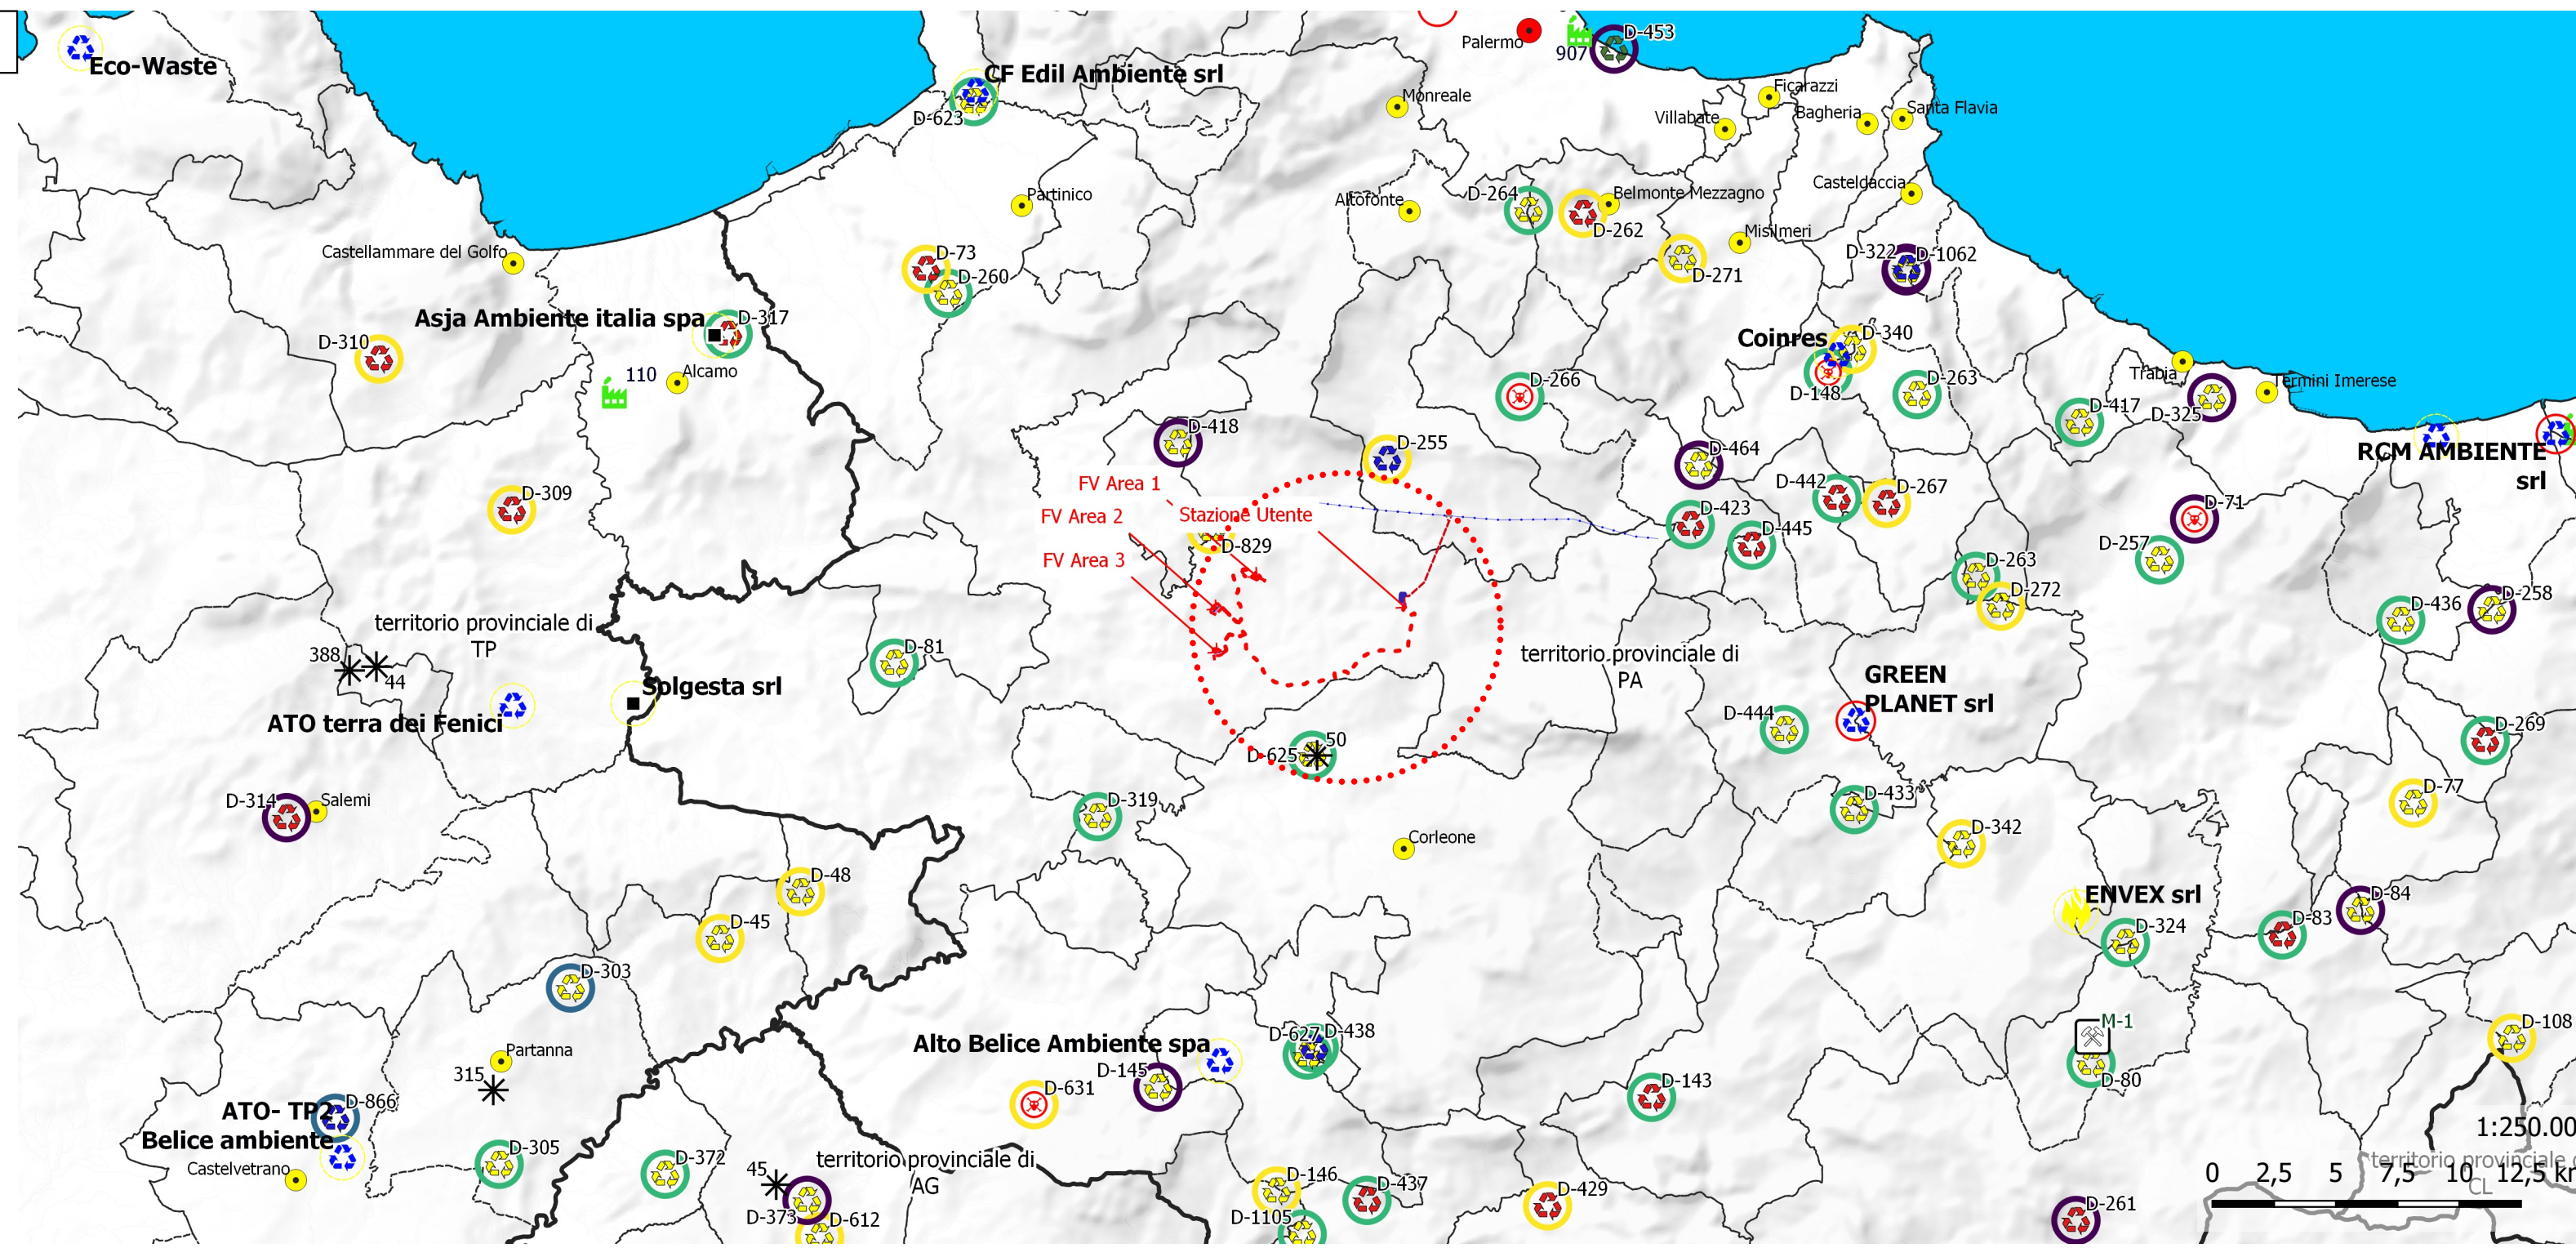 Palermo
907
D-453
Eco-Waste
CF Edil Ambiente srl
D-623
Monreale
Ficarazzi
Villabate
Bagheria
Santa Flavia
Partinico
Altofonte
D-264
Belmonte Mezzagno
D-262
Casteldaccia
Misilmeri
D-271
D-322
D-1062
Castellammare del Golfo
D-73
D-260
Asja Ambiente italia spa
D-317
D-310
110
Alcamo
Coinres
D-340
D-148
D-263
D-266
Trabia
Termini Imerese
D-417
D-325
D-418
D-255
D-464
RCM AMBIENTE
srl
FV Area 1
FV Area 2
FV Area 3
Stazione Utente
D-829
D-309
D-442
D-267
D-423
D-445
D-71
D-257
D-263
D-272
D-436
D-258
territorio provinciale di
TP
388
44
D-81
Solgesta srl
ATO terra dei Fenici
territorio provinciale di
PA
GREEN
PLANET srl
D-444
D-269
D-625
50
D-314
Salemi
D-319
D-433
D-77
Corleone
D-342
D-48
D-45
ENVEX srl
D-324
D-83
D-84
D-303
Partanna
315
Alto Belice Ambiente spa
D-627
D-438
D-145
D-631
D-143
M-1
D-80
D-108
ATO- TP2
Belice ambiente
D-866
Castelvetrano
D-305
D-372
45
D-373
D-612
territorio provinciale di
AG
D-146
D-1105
D-437
D-429
D-261
1:250.00
territorio provinciale
CL
0 2,5 5 7,5 10 12,5